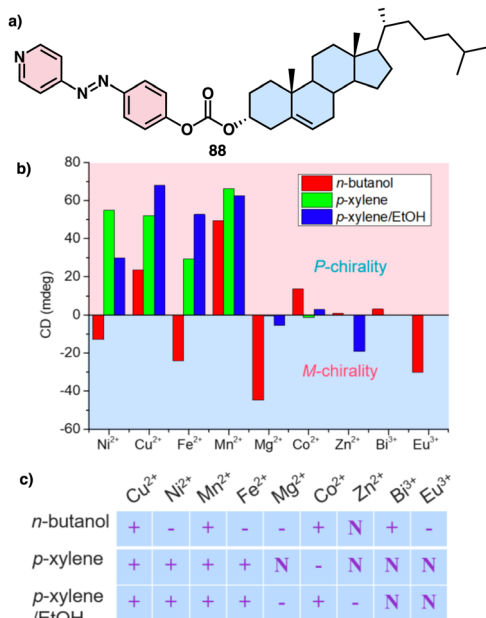 a)
N
N
N
O
O
O
88
b)
80
60
40
20
0
-20
-40
-60
CD (mdeg)
n-butanol
p-xylene
p-xylene/EtOH
P-chirality
M-chirality
Ni²⁺ Cu²⁺ Fe²⁺ Mn²⁺ Mg²⁺ Co²⁺ Zn²⁺ Bi³⁺ Eu³⁺
c)
Cu²⁺ Ni²⁺ Mn²⁺ Fe²⁺ Mg²⁺ Co²⁺ Zn²⁺ Bi³⁺ Eu³⁺
n-butanol + - + - - + N + -
p-xylene + + + + N - N N N
p-xylene + + + + - + - N N
/EtOH